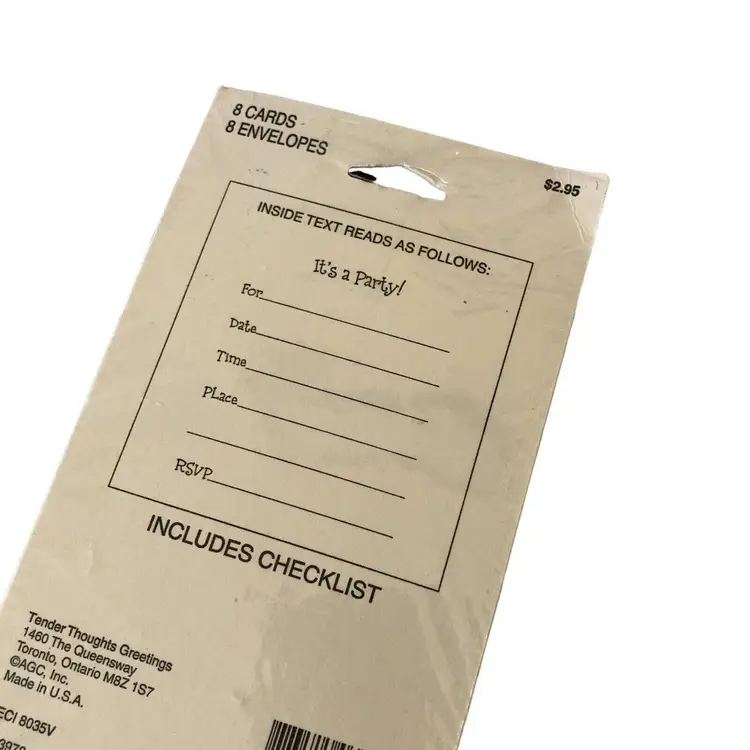 8 CARDS
8 ENVELOPES
$2.95
INSIDE TEXT READS AS FOLLOWS:
It's a Party!
For
Date
Time
PLace
RSVP
INCLUDES CHECKLIST
Tender Thoughts Greetings
1460 The Queensway
Toronto, Ontario M8Z 1S7
©AGC, Inc.
Made in U.S.A.
ECI 8035V